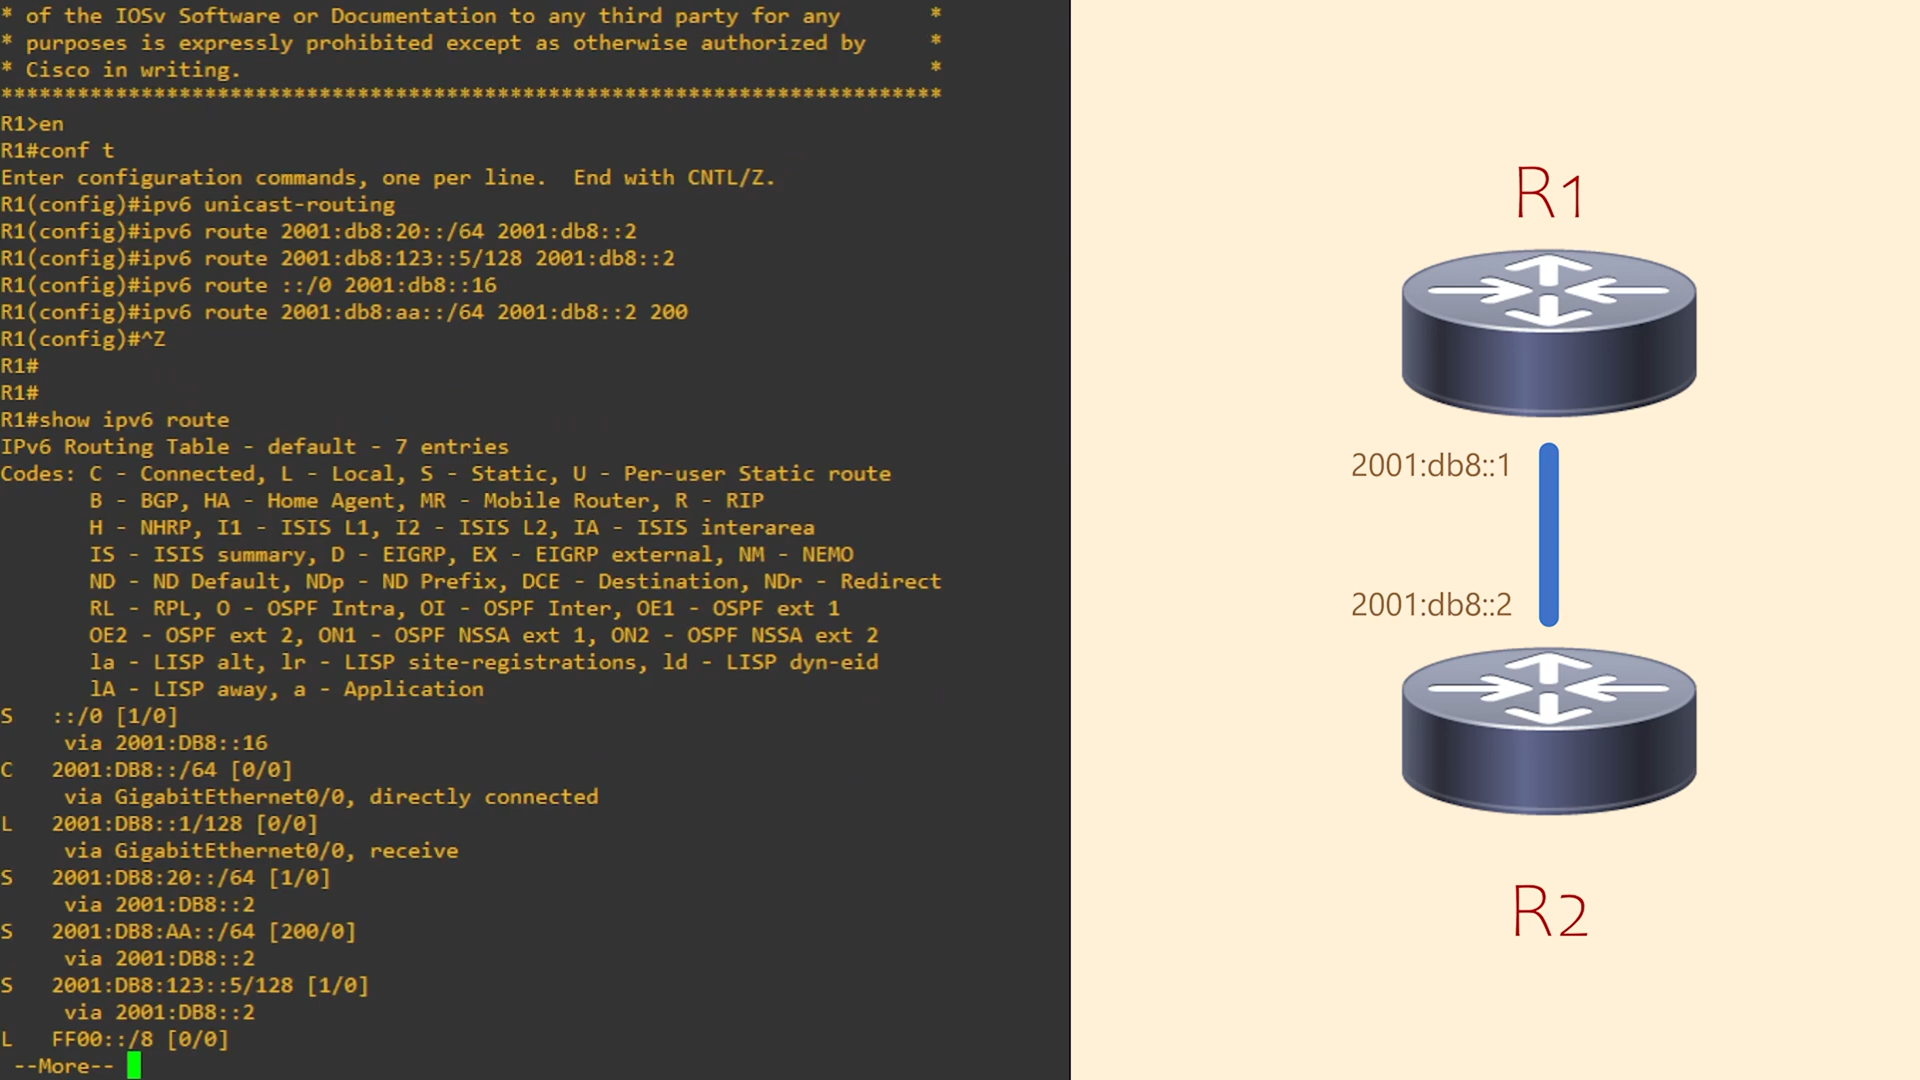 * of the IOSv Software or Documentation to any third party for any        *
* purposes is expressly prohibited except as otherwise authorized by      *
* Cisco in writing.                                                       *
**************************************************************************
R1>en
R1#conf t
Enter configuration commands, one per line.  End with CNTL/Z.
R1(config)#ipv6 unicast-routing
R1(config)#ipv6 route 2001:db8:20::/64 2001:db8::2
R1(config)#ipv6 route 2001:db8:123::5/128 2001:db8::2
R1(config)#ipv6 route ::/0 2001:db8::16
R1(config)#ipv6 route 2001:db8:aa::/64 2001:db8::2 200
R1(config)#^Z
R1#
R1#
R1#show ipv6 route
IPv6 Routing Table - default - 7 entries
Codes: C - Connected, L - Local, S - Static, U - Per-user Static route
       B - BGP, HA - Home Agent, MR - Mobile Router, R - RIP
       H - NHRP, I1 - ISIS L1, I2 - ISIS L2, IA - ISIS interarea
       IS - ISIS summary, D - EIGRP, EX - EIGRP external, NM - NEMO
       ND - ND Default, NDp - ND Prefix, DCE - Destination, NDr - Redirect
       RL - RPL, O - OSPF Intra, OI - OSPF Inter, OE1 - OSPF ext 1
       OE2 - OSPF ext 2, ON1 - OSPF NSSA ext 1, ON2 - OSPF NSSA ext 2
       la - LISP alt, lr - LISP site-registrations, ld - LISP dyn-eid
       lA - LISP away, a - Application
S   ::/0 [1/0]
     via 2001:DB8::16
C   2001:DB8::/64 [0/0]
     via GigabitEthernet0/0, directly connected
L   2001:DB8::1/128 [0/0]
     via GigabitEthernet0/0, receive
S   2001:DB8:20::/64 [1/0]
     via 2001:DB8::2
S   2001:DB8:AA::/64 [200/0]
     via 2001:DB8::2
S   2001:DB8:123::5/128 [1/0]
     via 2001:DB8::2
L   FF00::/8 [0/0]
 --More--
R1
2001:db8::1
2001:db8::2
R2